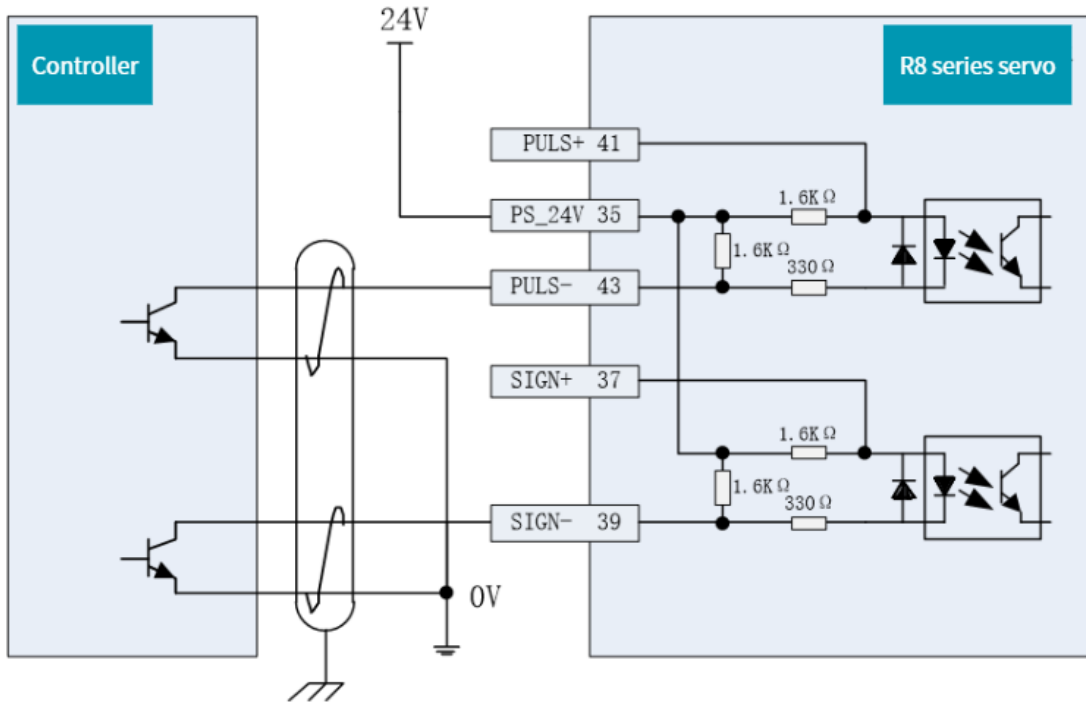 24V
Controller
R8 series servo
PULS+ 41
1.6KΩ
PS_24V 35
1.6KΩ
330Ω
PULS- 43
SIGN+ 37
1.6KΩ
1.6KΩ
330Ω
SIGN- 39
0V